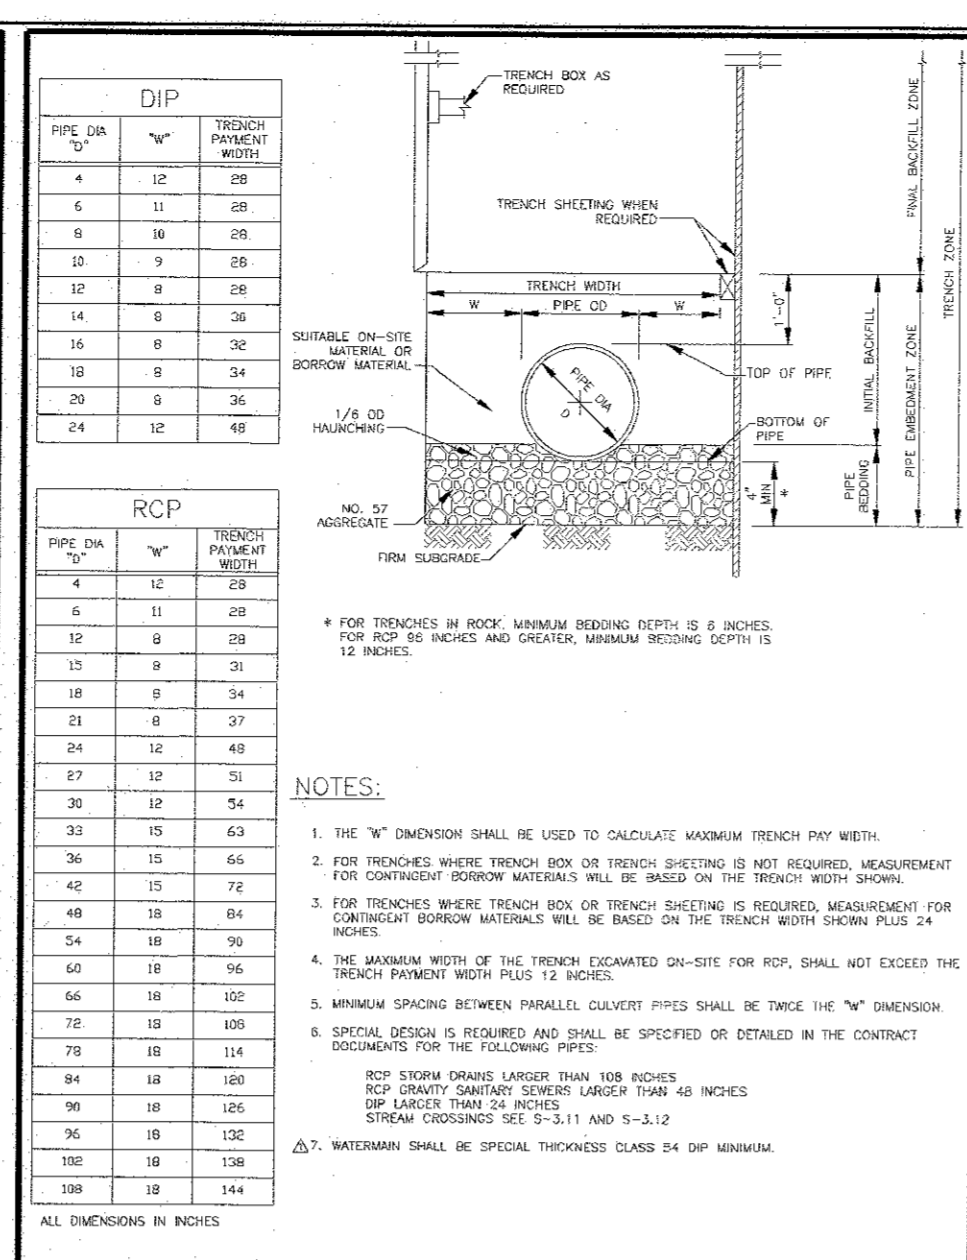 DIP
PIPE DIA "D" "W" TRENCH PAYMENT WIDTH
4 12 28
6 11 28
8 10 28
10 9 28
12 8 28
14 8 30
16 8 32
18 8 34
20 8 36
24 12 48
RCP
PIPE DIA "D" "W" TRENCH PAYMENT WIDTH
4 12 28
6 11 28
12 8 28
15 8 31
18 8 34
21 8 37
24 12 48
27 12 51
30 12 54
33 15 63
36 15 66
42 15 72
48 18 84
54 18 90
60 18 96
66 18 102
72 18 108
78 18 114
84 18 120
90 18 126
96 18 132
102 18 138
108 18 144
ALL DIMENSIONS IN INCHES
TRENCH BOX AS
REQUIRED
TRENCH SHEETING WHEN
REQUIRED
TRENCH WIDTH
W PIPE OD W
SUITABLE ON-SITE
MATERIAL OR
BORROW MATERIAL
PIPE DIA
D
1'-0"
TOP OF PIPE
1/6 OD
HAUNCHING
BOTTOM OF
PIPE
NO. 57
AGGREGATE
4"
MIN
*
FIRM SUBGRADE
INITIAL BACKFILL
PIPE
BEDDING
FINAL BACKFILL ZONE
PIPE EMBEDMENT ZONE
TRENCH ZONE
* FOR TRENCHES IN ROCK, MINIMUM BEDDING DEPTH IS 6 INCHES.
FOR RCP 96 INCHES AND GREATER, MINIMUM BEDDING DEPTH IS
12 INCHES.
NOTES:
1. THE "W" DIMENSION SHALL BE USED TO CALCULATE MAXIMUM TRENCH PAY WIDTH.
2. FOR TRENCHES WHERE TRENCH BOX OR TRENCH SHEETING IS NOT REQUIRED, MEASUREMENT
FOR CONTINGENT BORROW MATERIALS WILL BE BASED ON THE TRENCH WIDTH SHOWN.
3. FOR TRENCHES WHERE TRENCH BOX OR TRENCH SHEETING IS REQUIRED, MEASUREMENT FOR
CONTINGENT BORROW MATERIALS WILL BE BASED ON THE TRENCH WIDTH SHOWN PLUS 24
INCHES.
4. THE MAXIMUM WIDTH OF THE TRENCH EXCAVATED ON-SITE FOR RCP, SHALL NOT EXCEED THE
TRENCH PAYMENT WIDTH PLUS 12 INCHES.
5. MINIMUM SPACING BETWEEN PARALLEL CULVERT PIPES SHALL BE TWICE THE "W" DIMENSION.
6. SPECIAL DESIGN IS REQUIRED AND SHALL BE SPECIFIED OR DETAILED IN THE CONTRACT
DOCUMENTS FOR THE FOLLOWING PIPES:
RCP STORM DRAINS LARGER THAN 108 INCHES
RCP GRAVITY SANITARY SEWERS LARGER THAN 48 INCHES
DIP LARGER THAN 24 INCHES
STREAM CROSSINGS SEE S-3.11 AND S-3.12
7. WATERMAIN SHALL BE SPECIAL THICKNESS CLASS 54 DIP MINIMUM.